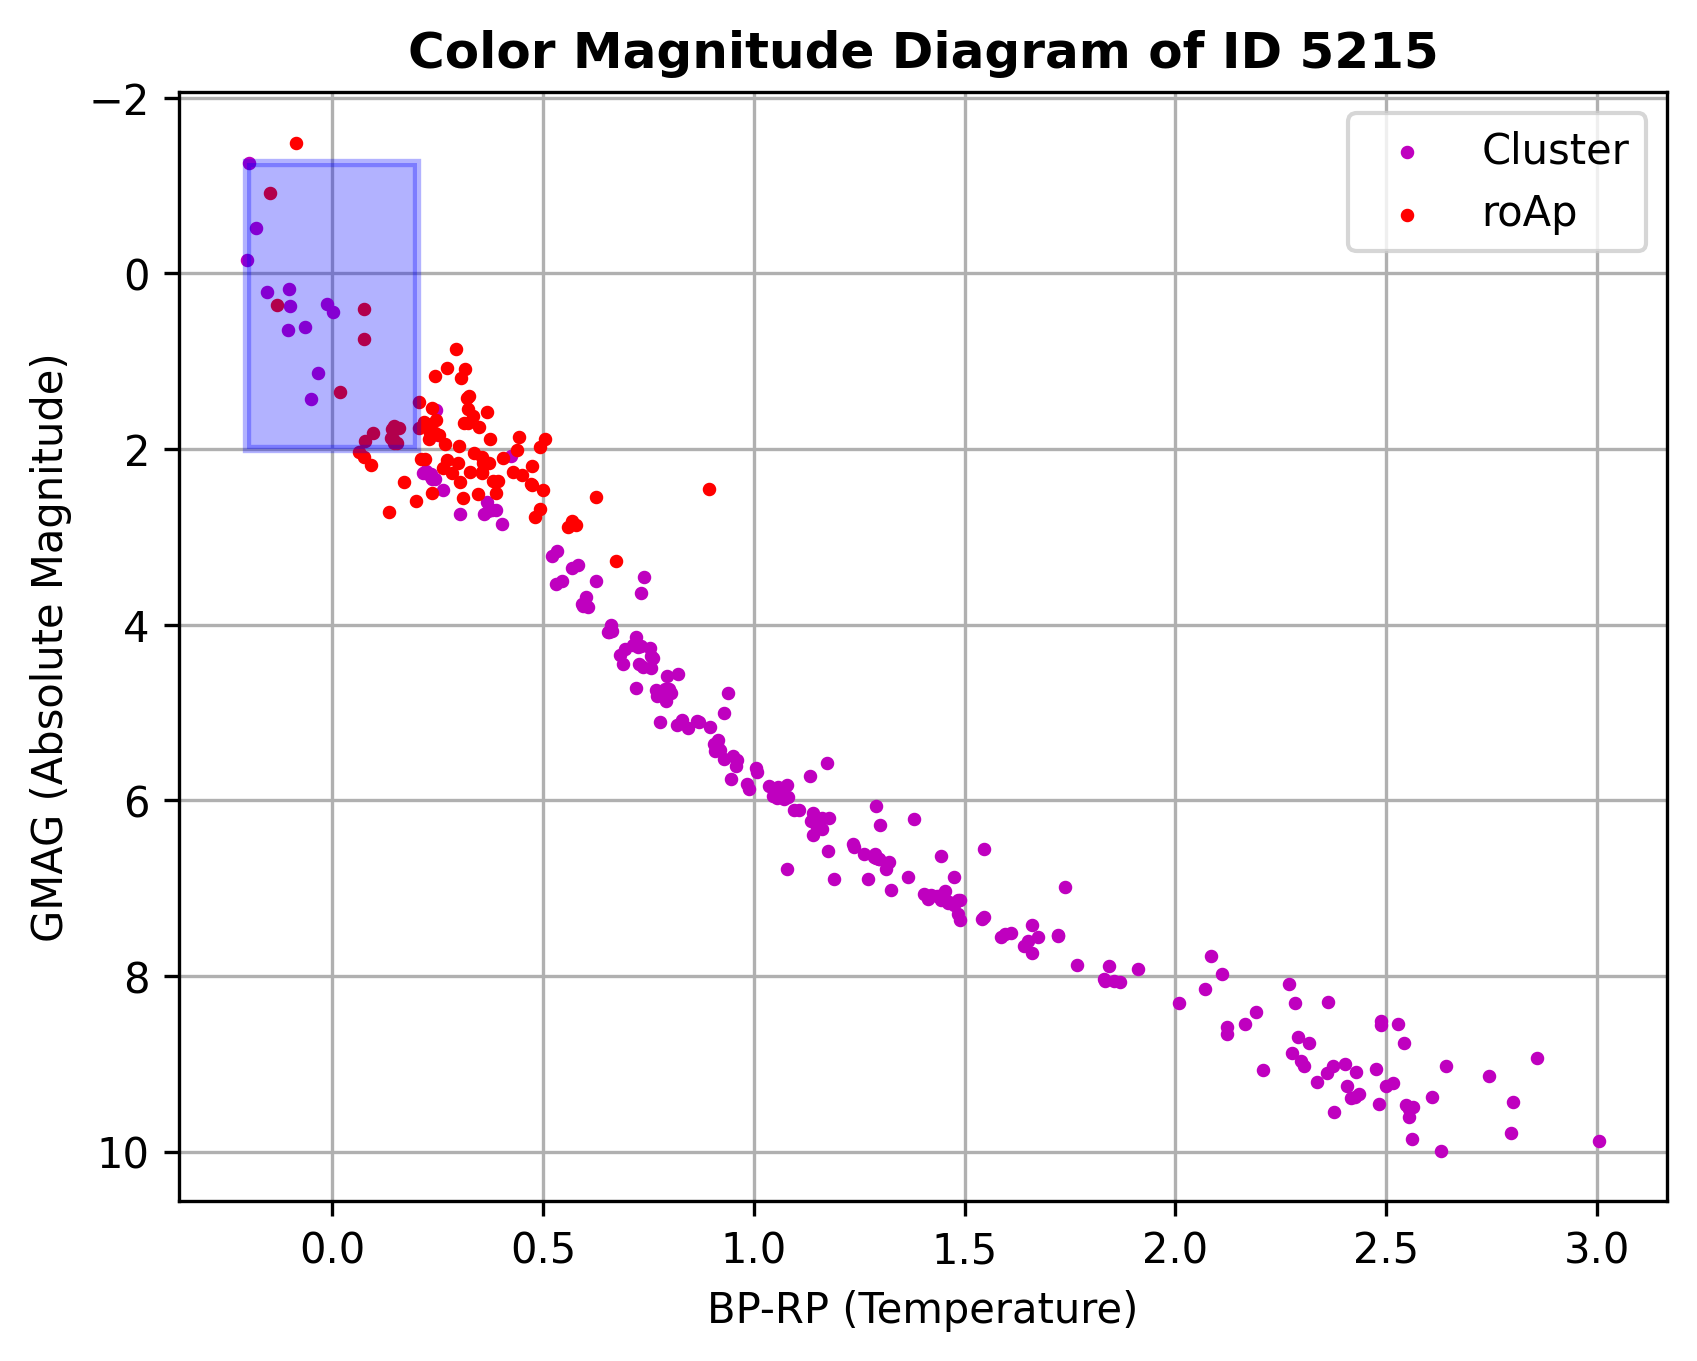 Color Magnitude Diagram of ID 5215
Cluster
roAp
−2
0
2
4
6
8
10
GMAG (Absolute Magnitude)
0.0 0.5 1.0 1.5 2.0 2.5 3.0
BP-RP (Temperature)